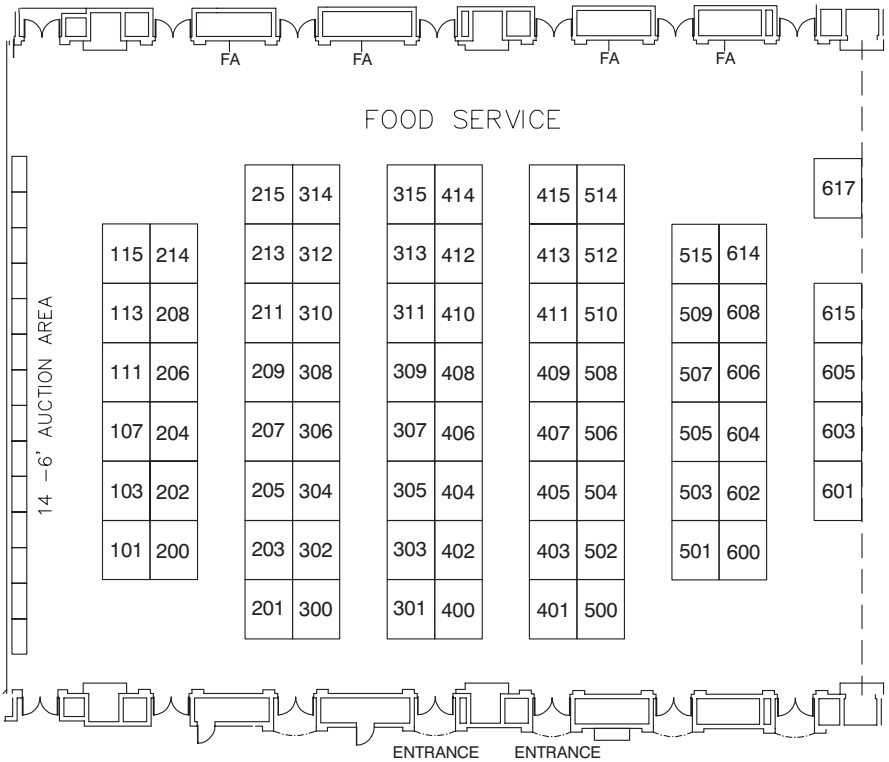 FA FA FA FA
FOOD SERVICE
617
215 314 315 414 415 514
115 214 213 312 313 412 413 512 515 614
113 208 211 310 311 410 411 510 509 608 615
111 206 209 308 309 408 409 508 507 606 605
107 204 207 306 307 406 407 506 505 604 603
103 202 205 304 305 404 405 504 503 602 601
101 200 203 302 303 402 403 502 501 600
201 300 301 400 401 500
14 -6' AUCTION AREA
ENTRANCE ENTRANCE